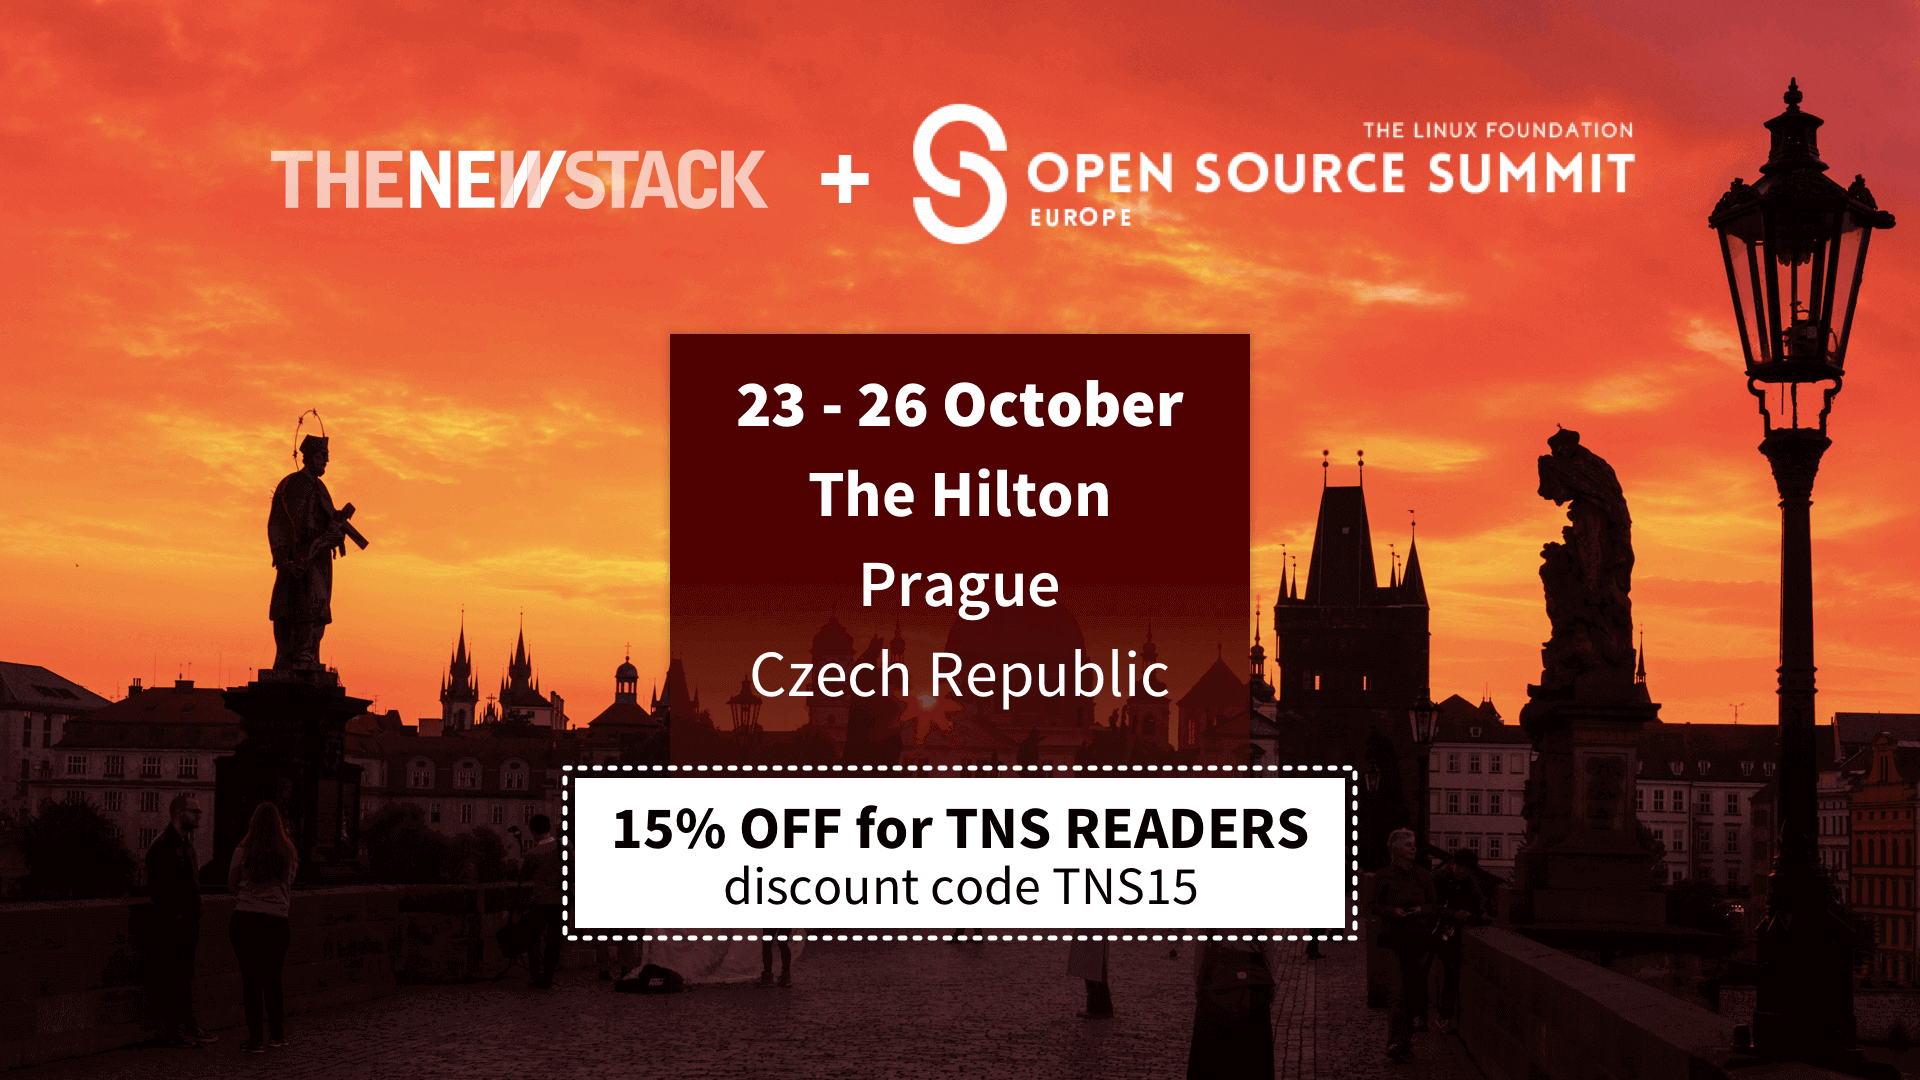 THENEWSTACK + THE LINUX FOUNDATION
OPEN SOURCE SUMMIT
EUROPE
23 - 26 October
The Hilton
Prague
Czech Republic
15% OFF for TNS READERS
discount code TNS15